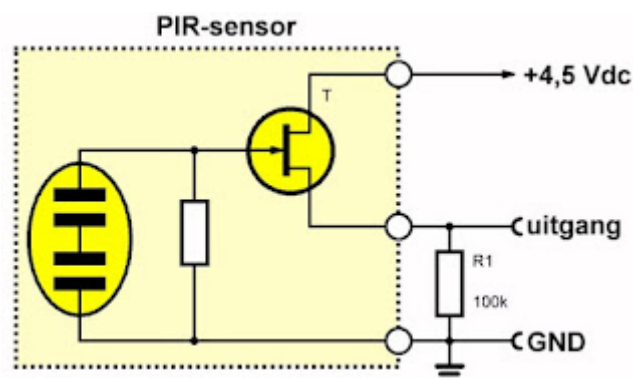 PIR-sensor
+4,5 Vdc
T
uitgang
R1
100k
GND